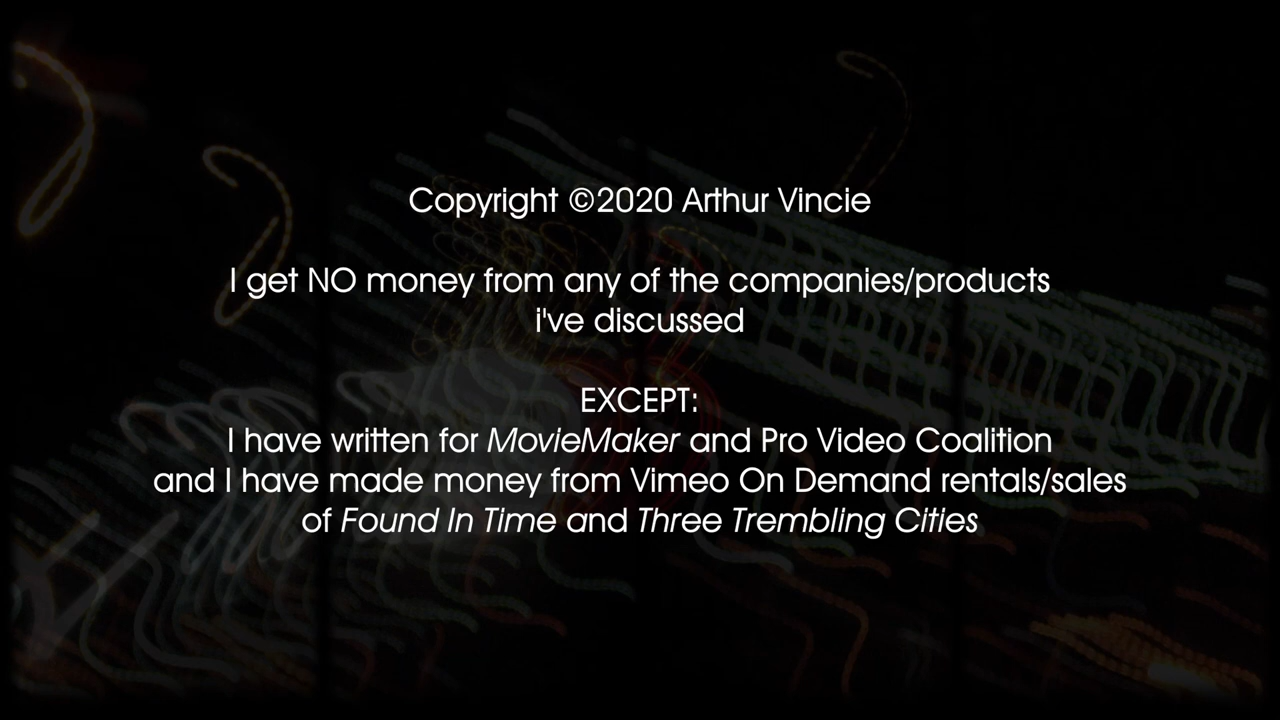 Copyright ©2020 Arthur Vincie
I get NO money from any of the companies/products
i've discussed
EXCEPT:
I have written for MovieMaker and Pro Video Coalition
and I have made money from Vimeo On Demand rentals/sales
of Found In Time and Three Trembling Cities